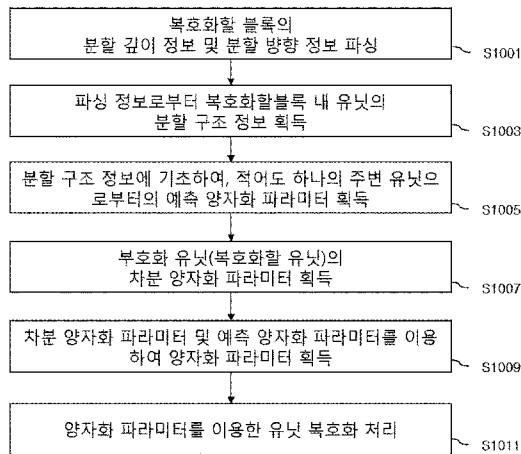 복호화할 블록의
분할 깊이 정보 및 분할 방향 정보 파싱
S1001
파싱 정보로부터 복호화할블록 내 유닛의
분할 구조 정보 획득
S1003
분할 구조 정보에 기초하여, 적어도 하나의 주변 유닛으
로부터의 예측 양자화 파라미터 획득
S1005
부호화 유닛(복호화할 유닛)의
차분 양자화 파라미터 획득
S1007
차분 양자화 파라미터 및 예측 양자화 파라미터를 이용
하여 양자화 파라미터 획득
S1009
양자화 파라미터를 이용한 유닛 복호화 처리
S1011